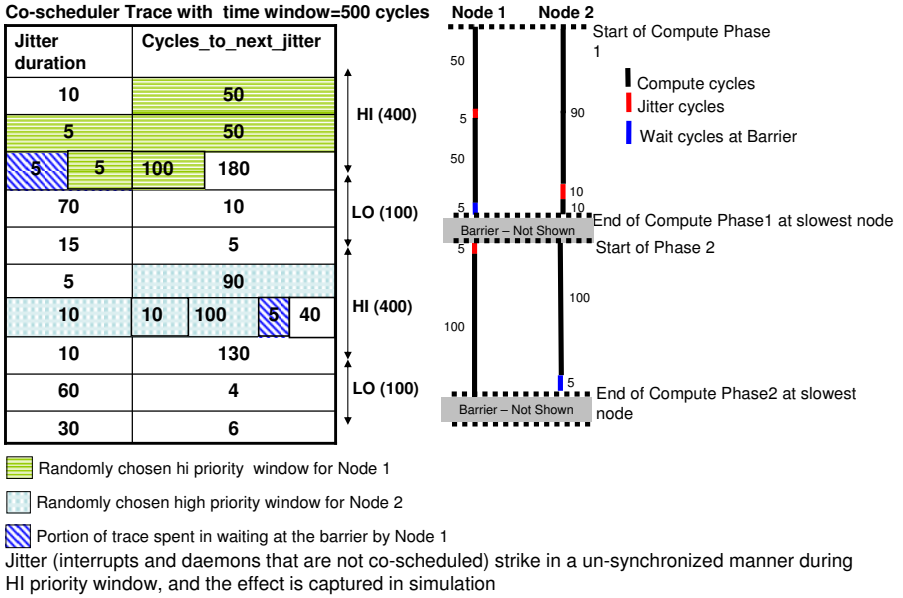 Co-scheduler Trace with time window=500 cycles
Jitter duration Cycles_to_next_jitter
10 50
5 50
5 5 100 180
70 10
15 5
5 90
10 10 100 5 40
10 130
60 4
30 6
HI (400)
LO (100)
HI (400)
LO (100)
Node 1 Node 2
Start of Compute Phase
1
50
5
50
5
90
10
10
Compute cycles
Jitter cycles
Wait cycles at Barrier
End of Compute Phase1 at slowest node
Barrier – Not Shown
Start of Phase 2
5
100
100
5
End of Compute Phase2 at slowest
node
Barrier – Not Shown
Randomly chosen hi priority window for Node 1
Randomly chosen high priority window for Node 2
Portion of trace spent in waiting at the barrier by Node 1
Jitter (interrupts and daemons that are not co-scheduled) strike in a un-synchronized manner during
HI priority window, and the effect is captured in simulation